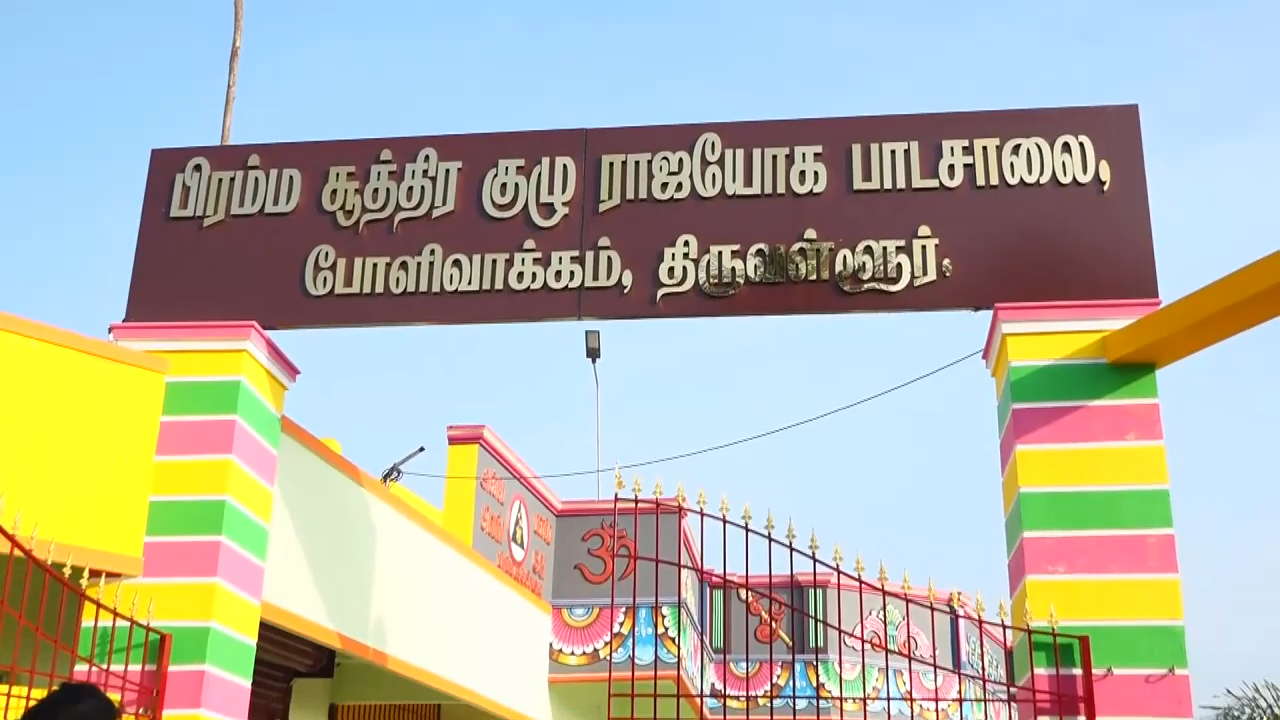 பிரம்ம சூத்திர குழு ராஜயோக பாடசாலை,
போளிவாக்கம், திருவள்ளூர்.